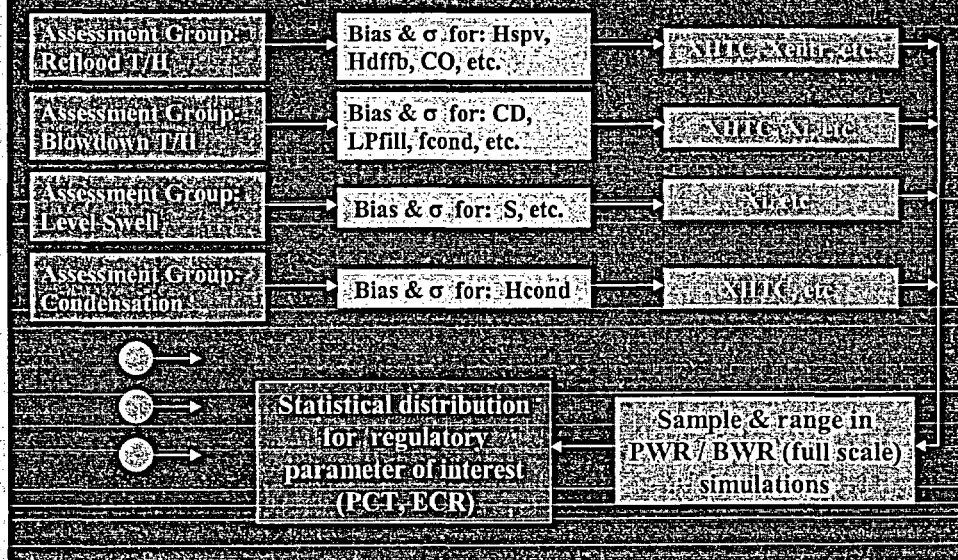 Assessment Group:
Reflood T/H
Bias & σ for: Hspv,
Hdffb, CO, etc.
XHTC, Xentr, etc.
Assessment Group:
Blowdown T/H
Bias & σ for: CD,
LPfill, fcond, etc.
XHTC, Xi, etc
Assessment Group:
Level Swell
Bias & σ for: S, etc.
Xi, etc
Assessment Group:
Condensation
Bias & σ for: Hcond
XHTC, etc
Statistical distribution
for regulatory
parameter of interest
(PCT, ECR)
Sample & range in
PWR / BWR (full scale)
simulations